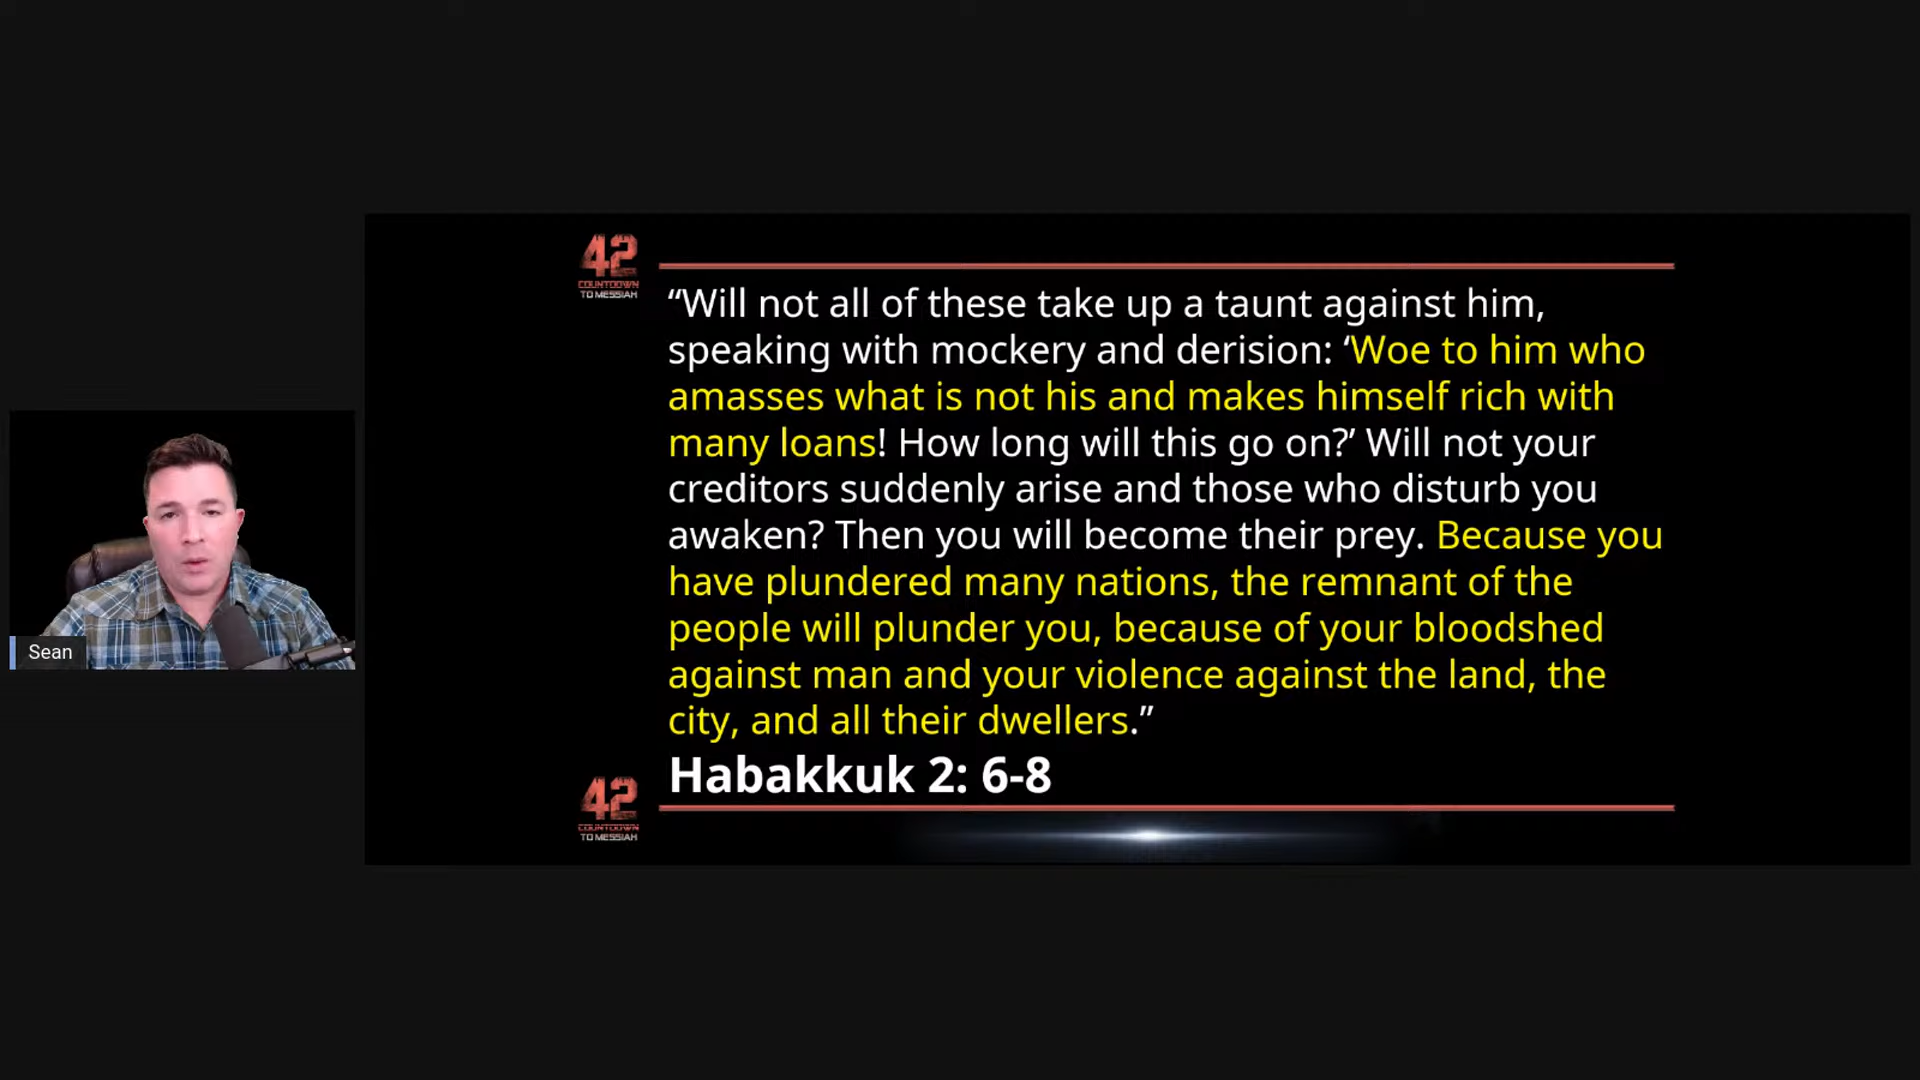 42
COUNTDOWN
TO MESSIAH
“Will not all of these take up a taunt against him,
speaking with mockery and derision: ‘Woe to him who
amasses what is not his and makes himself rich with
many loans! How long will this go on?’ Will not your
creditors suddenly arise and those who disturb you
awaken? Then you will become their prey. Because you
have plundered many nations, the remnant of the
people will plunder you, because of your bloodshed
against man and your violence against the land, the
city, and all their dwellers.”
Habakkuk 2: 6-8
42
COUNTDOWN
TO MESSIAH
Sean